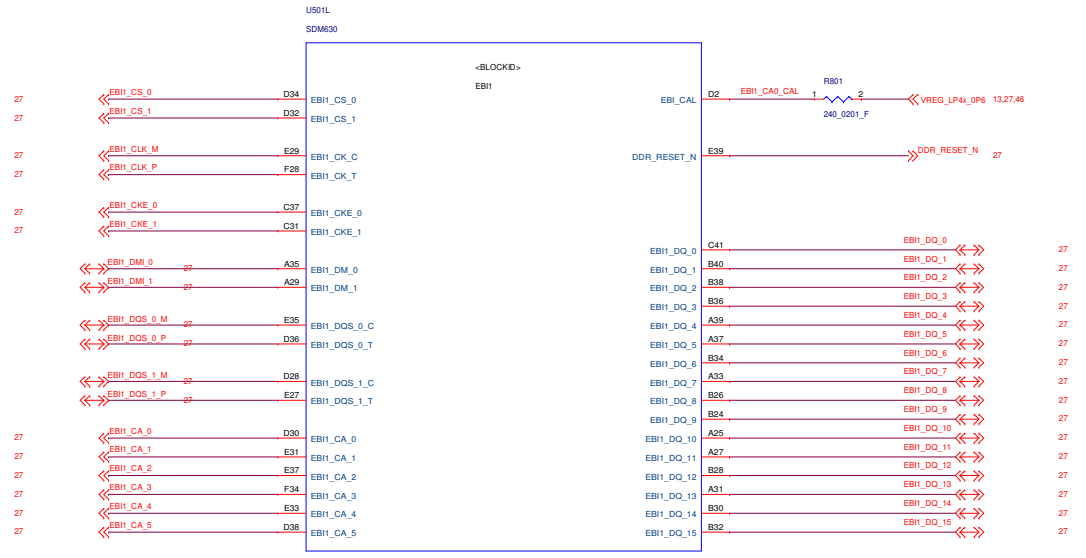 U501L
SDM630
<BLOCKID>
EBI1
27 EBI1_CS_0 D34 EBI1_CS_0
27 EBI1_CS_1 D32 EBI1_CS_1
27 EBI1_CLK_M E29 EBI1_CK_C
27 EBI1_CLK_P F28 EBI1_CK_T
27 EBI1_CKE_0 C37 EBI1_CKE_0
27 EBI1_CKE_1 C31 EBI1_CKE_1
EBI1_DMI_0 27 A35 EBI1_DM_0
EBI1_DMI_1 27 A29 EBI1_DM_1
EBI1_DQS_0_M 27 E35 EBI1_DQS_0_C
EBI1_DQS_0_P 27 D36 EBI1_DQS_0_T
EBI1_DQS_1_M 27 D28 EBI1_DQS_1_C
EBI1_DQS_1_P 27 E27 EBI1_DQS_1_T
27 EBI1_CA_0 D30 EBI1_CA_0
27 EBI1_CA_1 E31 EBI1_CA_1
27 EBI1_CA_2 E37 EBI1_CA_2
27 EBI1_CA_3 F34 EBI1_CA_3
27 EBI1_CA_4 E33 EBI1_CA_4
27 EBI1_CA_5 D38 EBI1_CA_5
R801
EBI_CAL D2 EBI1_CA0_CAL 1 2 VREG_LP4x_0P6 13,27,46
240_0201_F
DDR_RESET_N E39 DDR_RESET_N 27
EBI1_DQ_0 C41 EBI1_DQ_0 27
EBI1_DQ_1 B40 EBI1_DQ_1 27
EBI1_DQ_2 B38 EBI1_DQ_2 27
EBI1_DQ_3 B36 EBI1_DQ_3 27
EBI1_DQ_4 A39 EBI1_DQ_4 27
EBI1_DQ_5 A37 EBI1_DQ_5 27
EBI1_DQ_6 B34 EBI1_DQ_6 27
EBI1_DQ_7 A33 EBI1_DQ_7 27
EBI1_DQ_8 B26 EBI1_DQ_8 27
EBI1_DQ_9 B24 EBI1_DQ_9 27
EBI1_DQ_10 A25 EBI1_DQ_10 27
EBI1_DQ_11 A27 EBI1_DQ_11 27
EBI1_DQ_12 B28 EBI1_DQ_12 27
EBI1_DQ_13 A31 EBI1_DQ_13 27
EBI1_DQ_14 B30 EBI1_DQ_14 27
EBI1_DQ_15 B32 EBI1_DQ_15 27